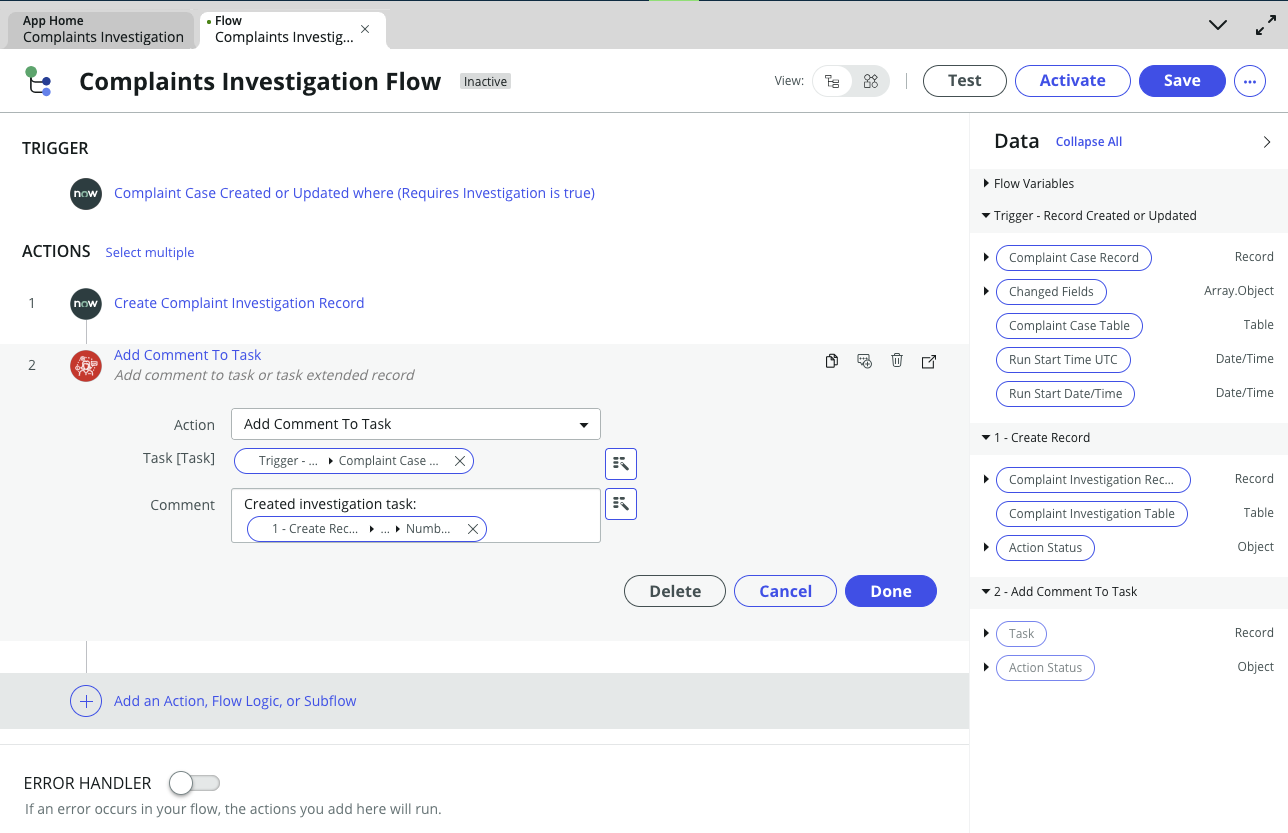 App Home
Complaints Investigation
Flow
Complaints Investig...
Complaints Investigation Flow
Inactive
View:
Test
Activate
Save
TRIGGER
now
Complaint Case Created or Updated where (Requires Investigation is true)
ACTIONS
Select multiple
1
now
Create Complaint Investigation Record
2
Add Comment To Task
Add comment to task or task extended record
Action
Add Comment To Task
Task [Task]
Trigger - ... Complaint Case ...
Comment
Created investigation task:
1 - Create Rec... ... Numb...
Delete
Cancel
Done
Add an Action, Flow Logic, or Subflow
ERROR HANDLER
If an error occurs in your flow, the actions you add here will run.
Data
Collapse All
Flow Variables
Trigger - Record Created or Updated
Complaint Case Record
Record
Changed Fields
Array.Object
Complaint Case Table
Table
Run Start Time UTC
Date/Time
Run Start Date/Time
Date/Time
1 - Create Record
Complaint Investigation Rec...
Record
Complaint Investigation Table
Table
Action Status
Object
2 - Add Comment To Task
Task
Record
Action Status
Object